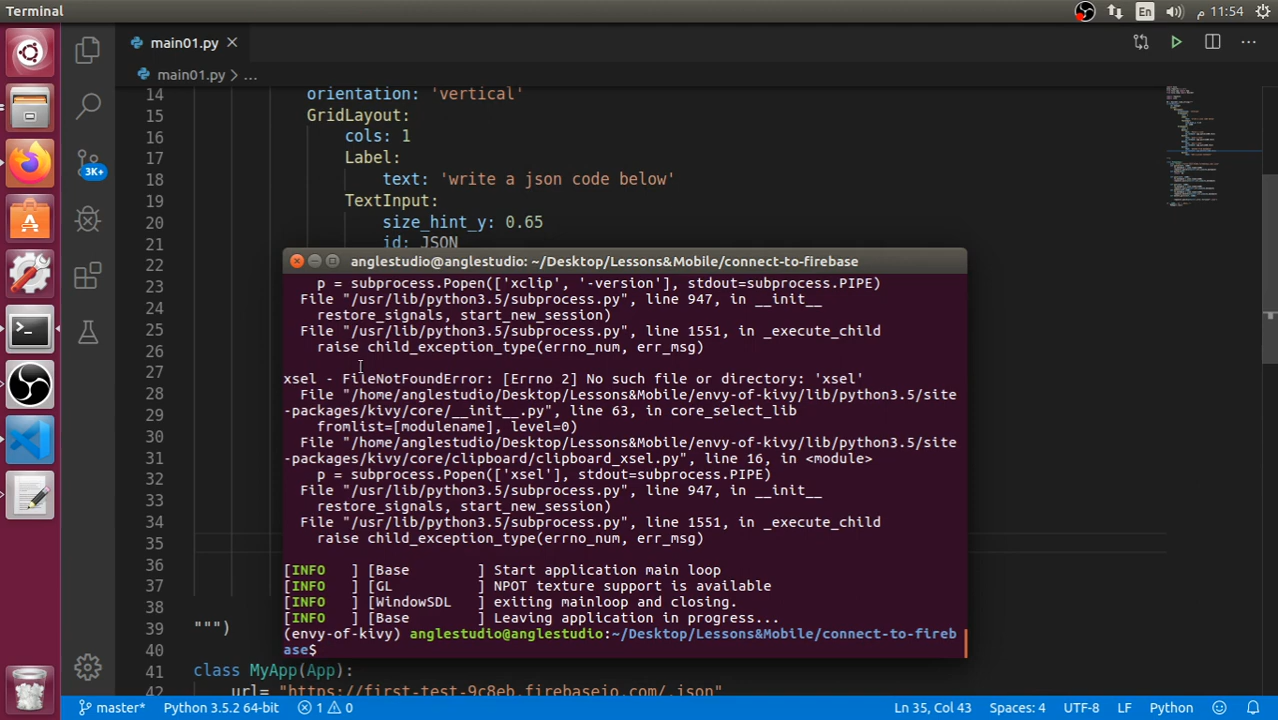 Terminal
En
11:54 م
main01.py
main01.py > ...
14 orientation: 'vertical'
15 GridLayout:
16 cols: 1
17 Label:
18 text: 'write a json code below'
19 TextInput:
20 size_hint_y: 0.65
21 id: JSON
22
23
24
25
26
27
28
29
30
31
32
33
34
35
36
37
38
39 """)
40
41 class MyApp(App):
42 url= "https://first-test-9c8eb.firebaseio.com/.json"
3K+
anglestudio@anglestudio: ~/Desktop/Lessons&Mobile/connect-to-firebase
p = subprocess.Popen(['xclip', '-version'], stdout=subprocess.PIPE)
File "/usr/lib/python3.5/subprocess.py", line 947, in __init__
restore_signals, start_new_session)
File "/usr/lib/python3.5/subprocess.py", line 1551, in _execute_child
raise child_exception_type(errno_num, err_msg)
xsel - FileNotFoundError: [Errno 2] No such file or directory: 'xsel'
File "/home/anglestudio/Desktop/Lessons&Mobile/envy-of-kivy/lib/python3.5/site
-packages/kivy/core/__init__.py", line 63, in core_select_lib
fromlist=[modulename], level=0)
File "/home/anglestudio/Desktop/Lessons&Mobile/envy-of-kivy/lib/python3.5/site
-packages/kivy/core/clipboard/clipboard_xsel.py", line 16, in <module>
p = subprocess.Popen(['xsel'], stdout=subprocess.PIPE)
File "/usr/lib/python3.5/subprocess.py", line 947, in __init__
restore_signals, start_new_session)
File "/usr/lib/python3.5/subprocess.py", line 1551, in _execute_child
raise child_exception_type(errno_num, err_msg)
[INFO   ] [Base        ] Start application main loop
[INFO   ] [GL          ] NPOT texture support is available
[INFO   ] [WindowSDL   ] exiting mainloop and closing.
[INFO   ] [Base        ] Leaving application in progress...
(envy-of-kivy) anglestudio@anglestudio:~/Desktop/Lessons&Mobile/connect-to-fireb
ase$
master*
Python 3.5.2 64-bit
1
0
Ln 35, Col 43
Spaces: 4
UTF-8
LF
Python